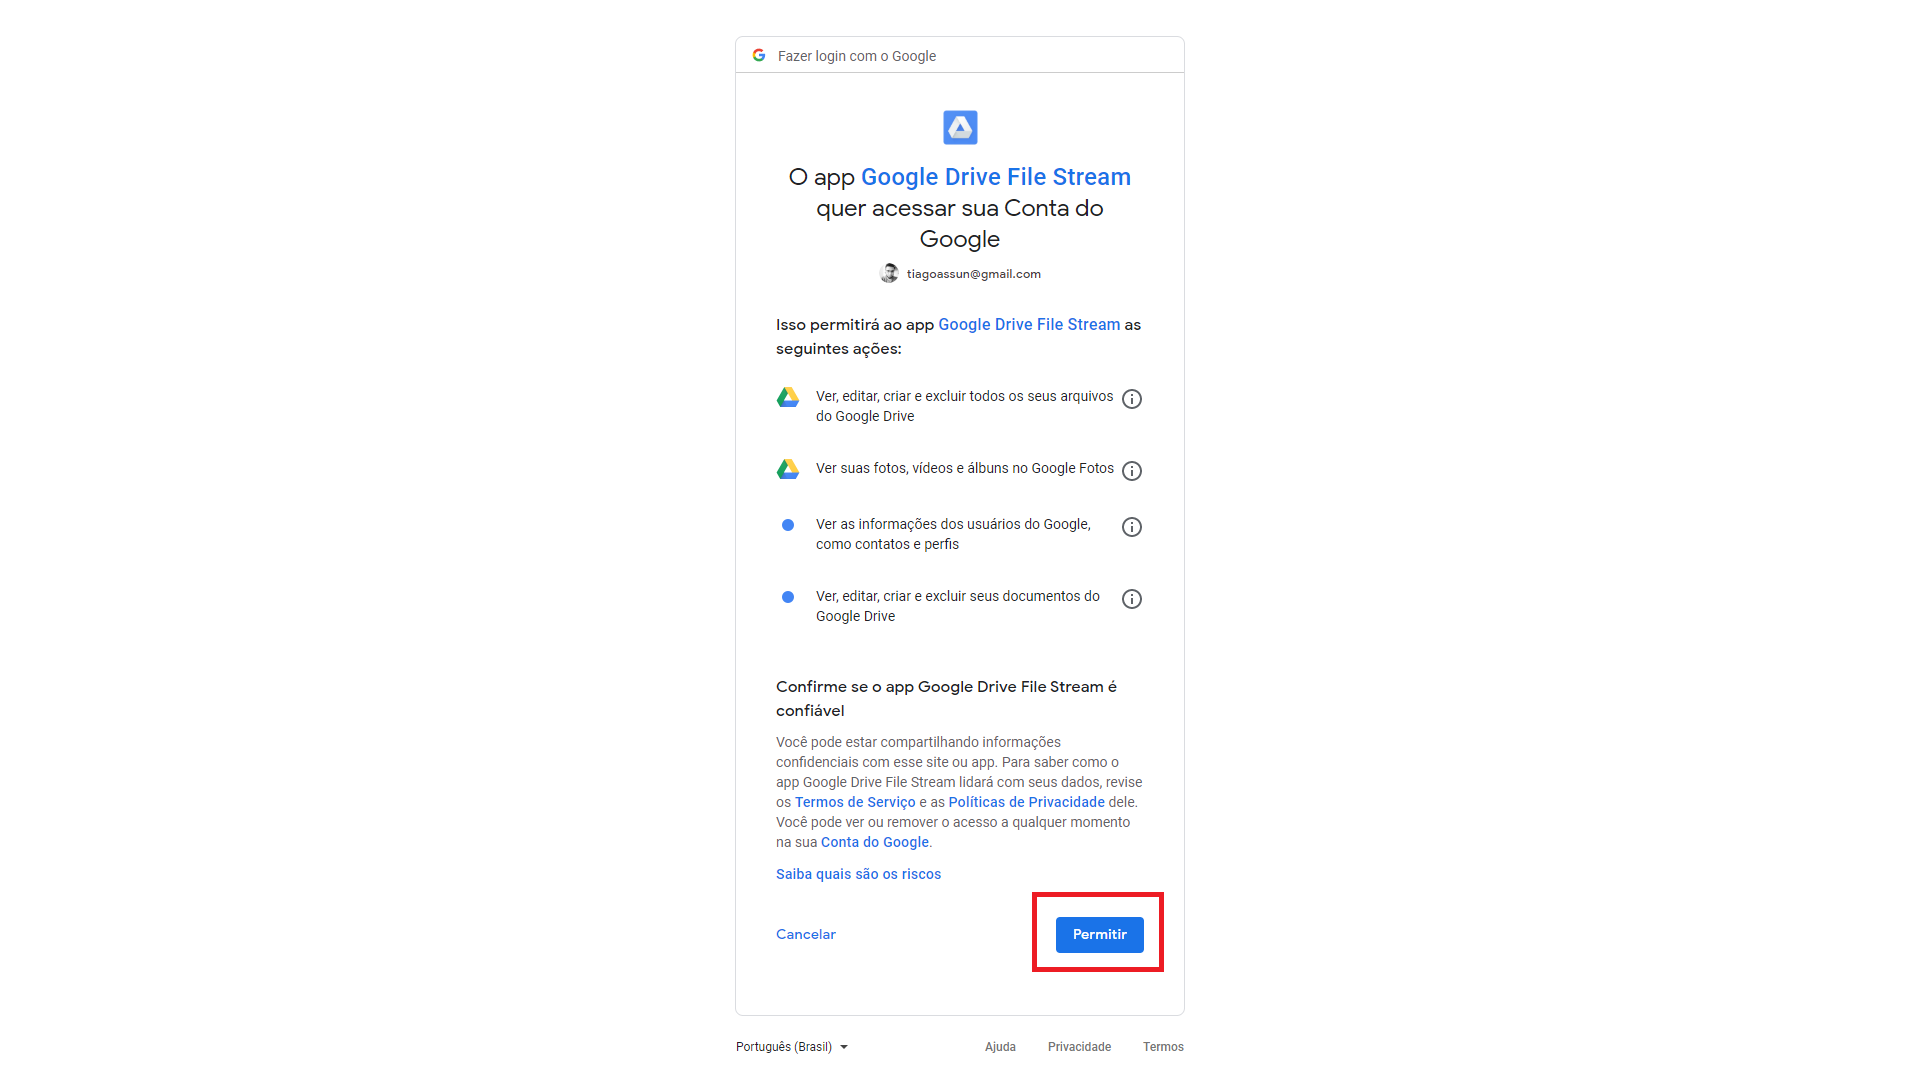 Fazer login com o Google
O app Google Drive File Stream
quer acessar sua Conta do
Google
tiagoassun@gmail.com
Isso permitirá ao app Google Drive File Stream as
seguintes ações:
Ver, editar, criar e excluir todos os seus arquivos
do Google Drive
Ver suas fotos, vídeos e álbuns no Google Fotos
Ver as informações dos usuários do Google,
como contatos e perfis
Ver, editar, criar e excluir seus documentos do
Google Drive
Confirme se o app Google Drive File Stream é
confiável
Você pode estar compartilhando informações
confidenciais com esse site ou app. Para saber como o
app Google Drive File Stream lidará com seus dados, revise
os Termos de Serviço e as Políticas de Privacidade dele.
Você pode ver ou remover o acesso a qualquer momento
na sua Conta do Google.
Saiba quais são os riscos
Cancelar Permitir
Português (Brasil) Ajuda Privacidade Termos